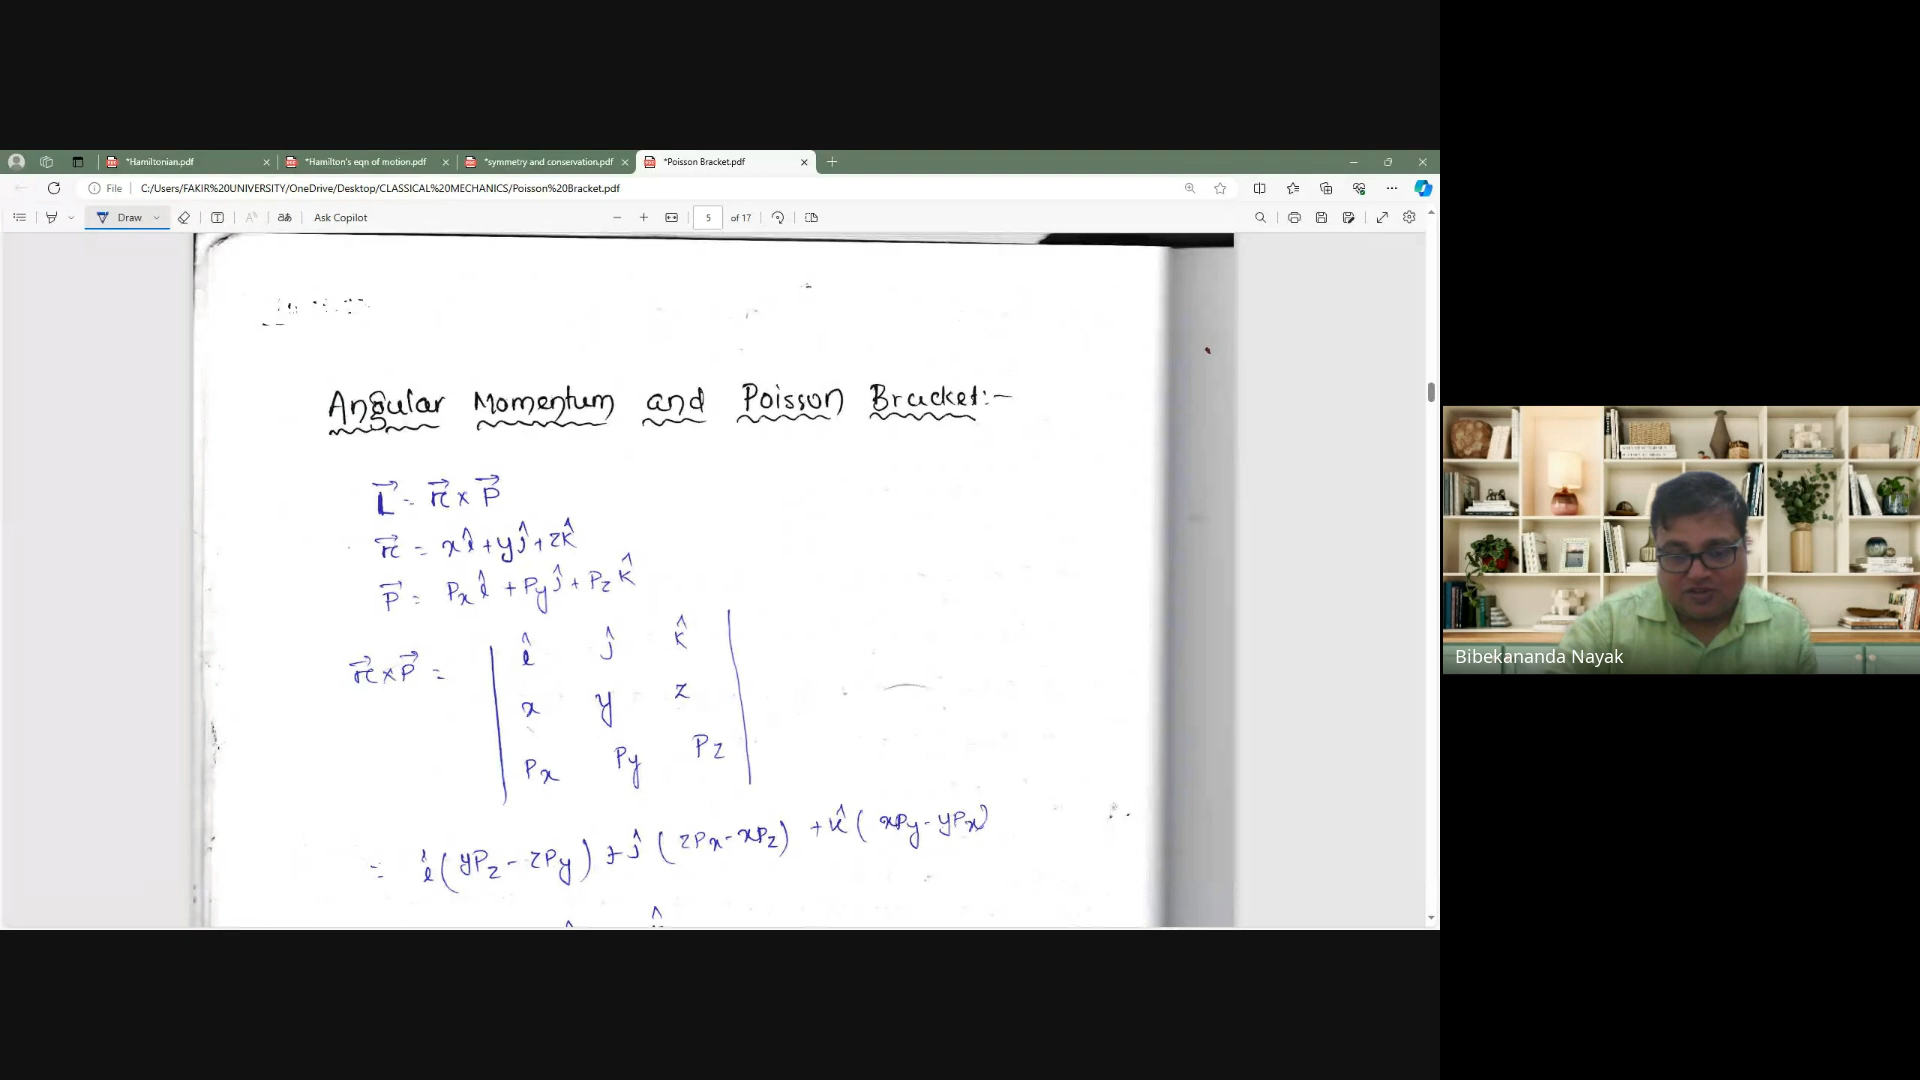 *Hamiltonian.pdf
*Hamilton's eqn of motion.pdf
*symmetry and conservation.pdf
*Poisson Bracket.pdf
File
C:/Users/FAKIR%20UNIVERSITY/OneDrive/Desktop/CLASSICAL%20MECHANICS/Poisson%20Bracket.pdf
Draw
Ask Copilot
5 of 17
Angular Momentum and Poisson Bracket:-
L⃗ = r⃗ × P⃗
r⃗ = xî + yĵ + zk̂
P⃗ = Pxî + Pyĵ + Pzk̂
r⃗ × P⃗ = | î ĵ k̂
x y z
Px Py Pz |
= î(yPz - zPy) + ĵ(zPx - xPz) + k̂(xPy - yPx)
Bibekananda Nayak